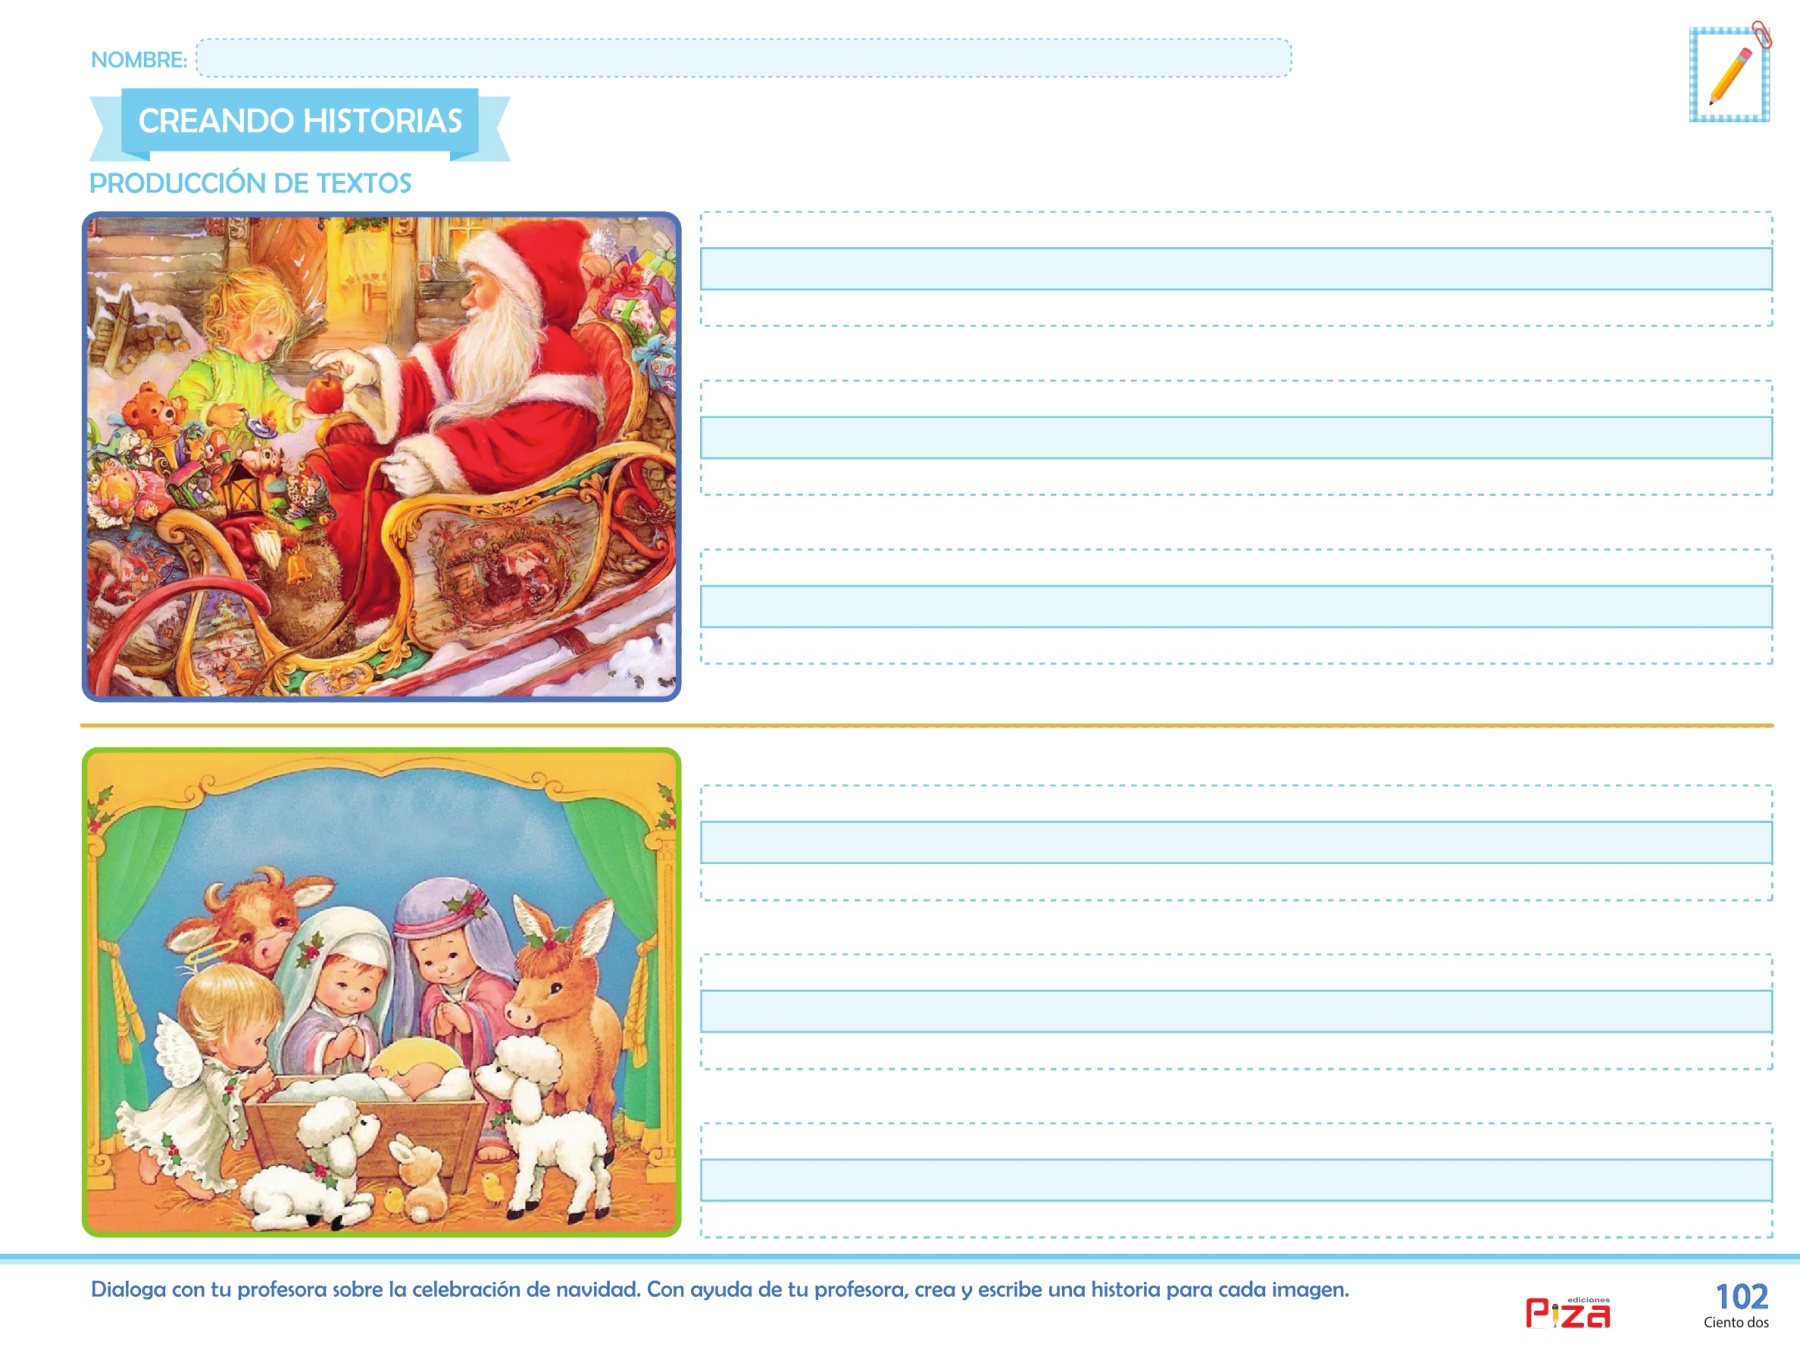 NOMBRE:
CREANDO HISTORIAS
PRODUCCIÓN DE TEXTOS
Dialoga con tu profesora sobre la celebración de navidad. Con ayuda de tu profesora, crea y escribe una historia para cada imagen.
ediciones
Piza
102
Ciento dos